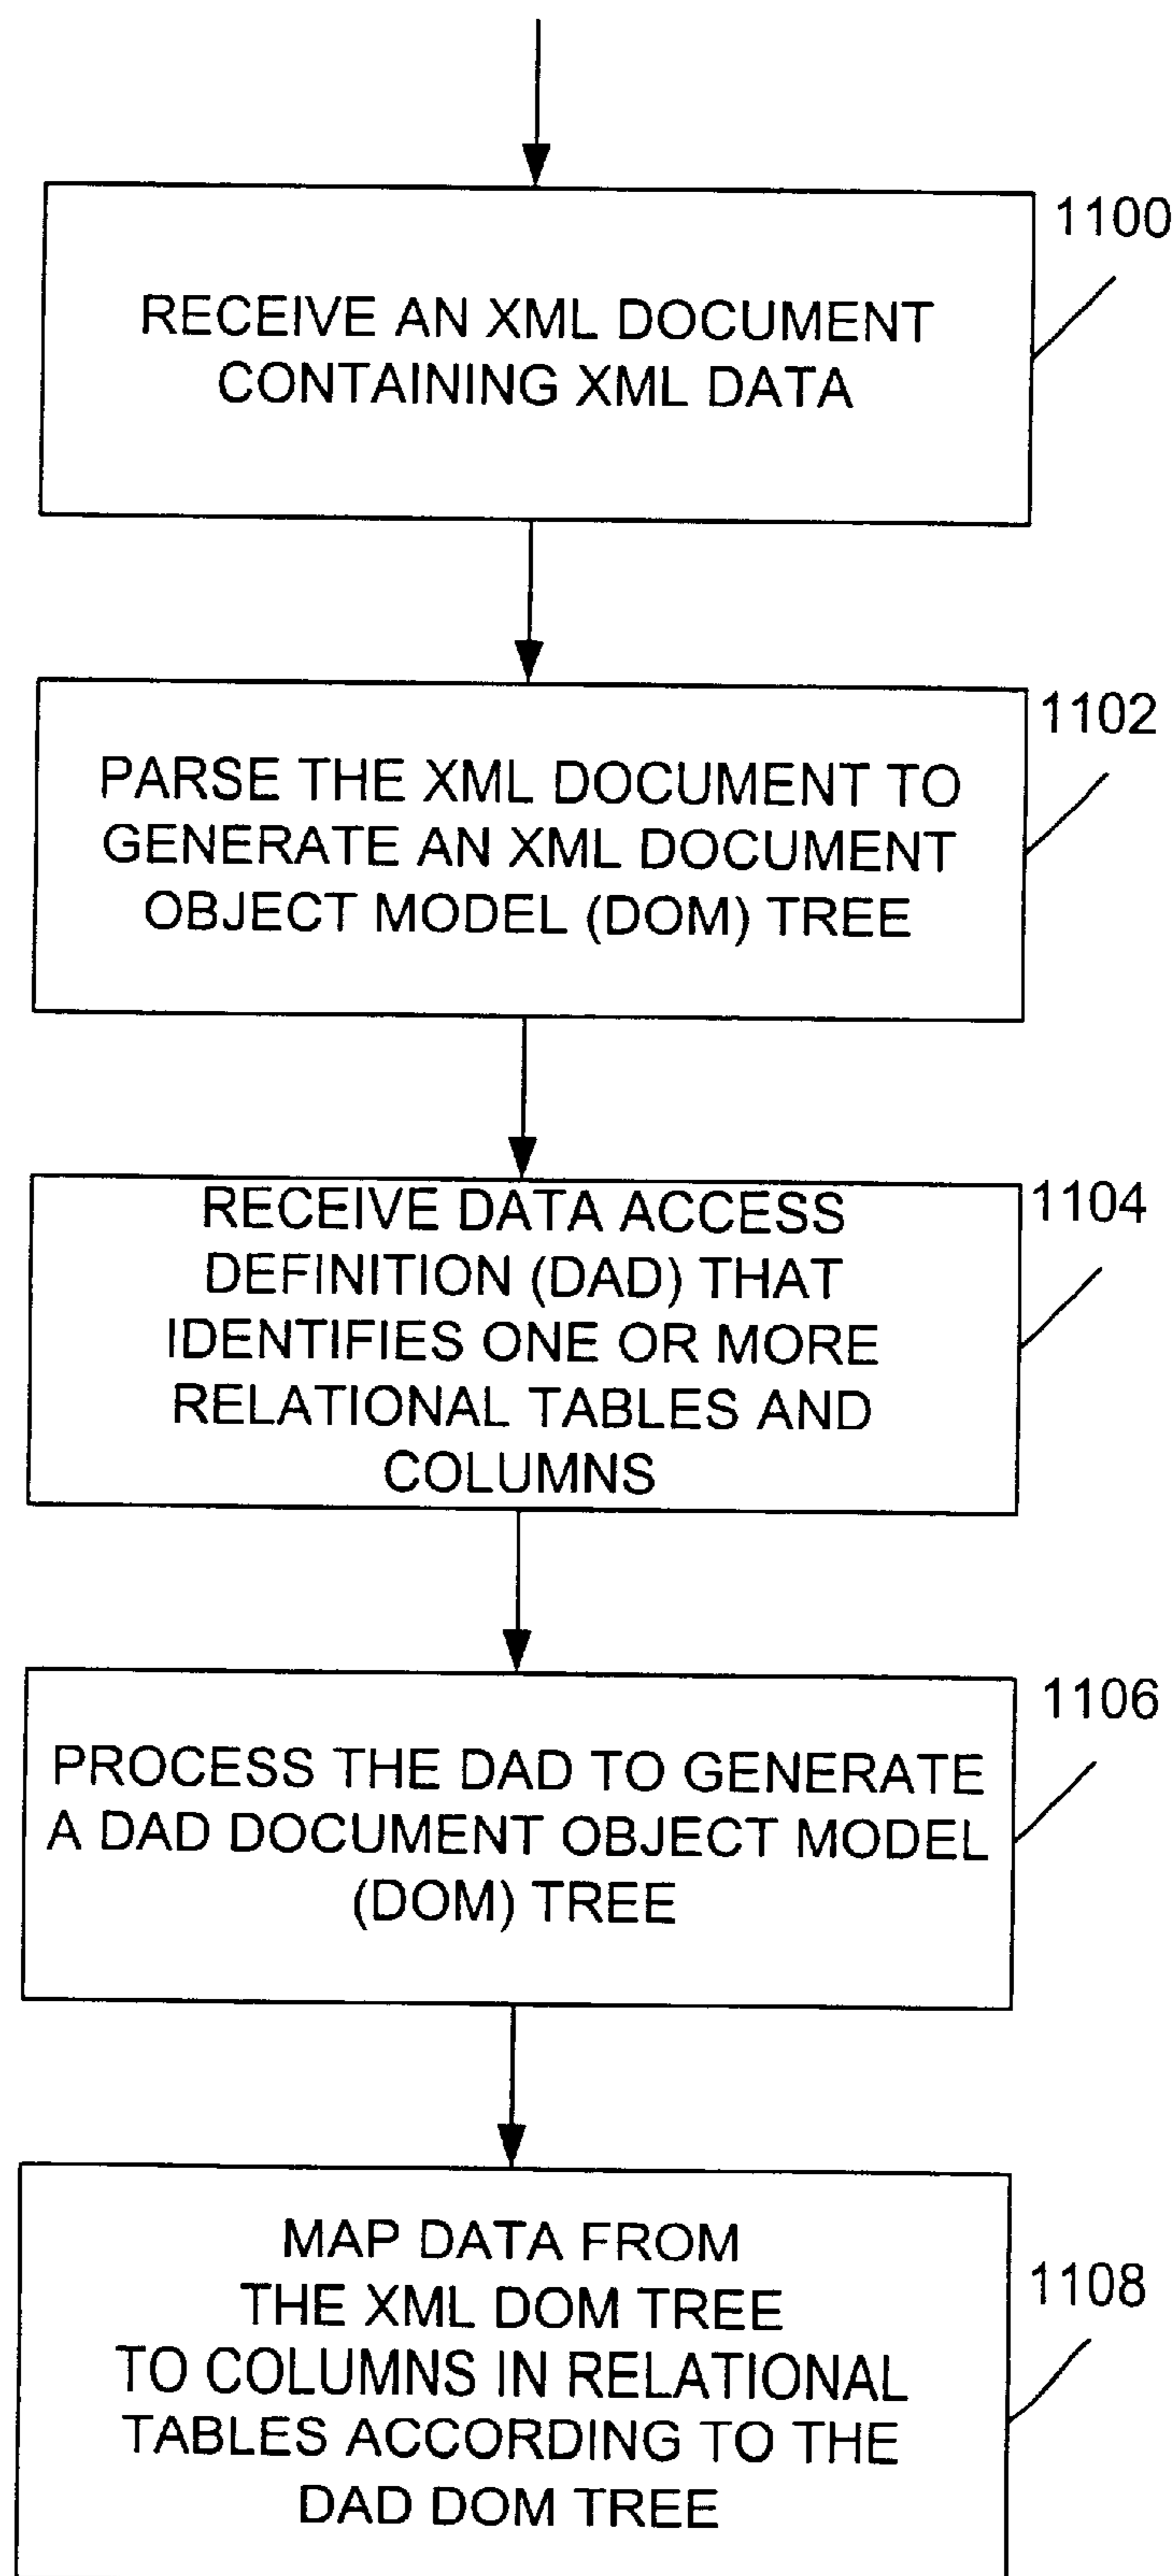 1100
RECEIVE AN XML DOCUMENT
CONTAINING XML DATA
1102
PARSE THE XML DOCUMENT TO
GENERATE AN XML DOCUMENT
OBJECT MODEL (DOM) TREE
1104
RECEIVE DATA ACCESS
DEFINITION (DAD) THAT
IDENTIFIES ONE OR MORE
RELATIONAL TABLES AND
COLUMNS
1106
PROCESS THE DAD TO GENERATE
A DAD DOCUMENT OBJECT MODEL
(DOM) TREE
1108
MAP DATA FROM
THE XML DOM TREE
TO COLUMNS IN RELATIONAL
TABLES ACCORDING TO THE
DAD DOM TREE